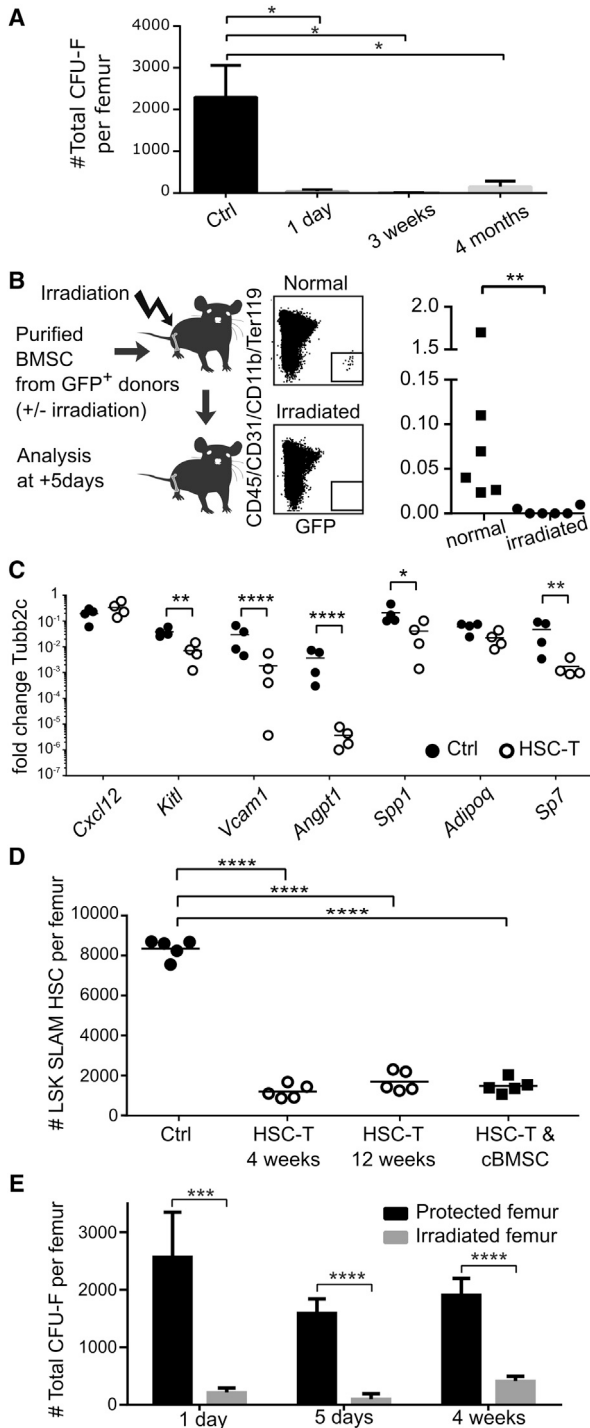 A
# Total CFU-F
per femur
4000
3000
2000
1000
0
*
*
*
Ctrl
1 day
3 weeks
4 months
B
Irradiation
Purified
BMSC
from GFP+ donors
(+/- irradiation)
Analysis
at +5days
CD45/CD31/CD11b/Ter119
Normal
Irradiated
GFP
**
2.0
1.5
0.15
0.10
0.05
0.00
normal
irradiated
C
fold change Tubb2c
1
10-1
10-2
10-3
10-4
10-5
10-6
10-7
**
****
****
*
**
Ctrl
HSC-T
Cxcl12
Kitl
Vcam1
Angpt1
Spp1
Adipoq
Sp7
D
# LSK SLAM HSC per femur
****
****
****
10000
8000
6000
4000
2000
0
Ctrl
HSC-T
4 weeks
HSC-T
12 weeks
HSC-T &
cBMSC
E
# Total CFU-F per femur
***
****
****
Protected femur
Irradiated femur
3000
2000
1000
0
1 day
5 days
4 weeks